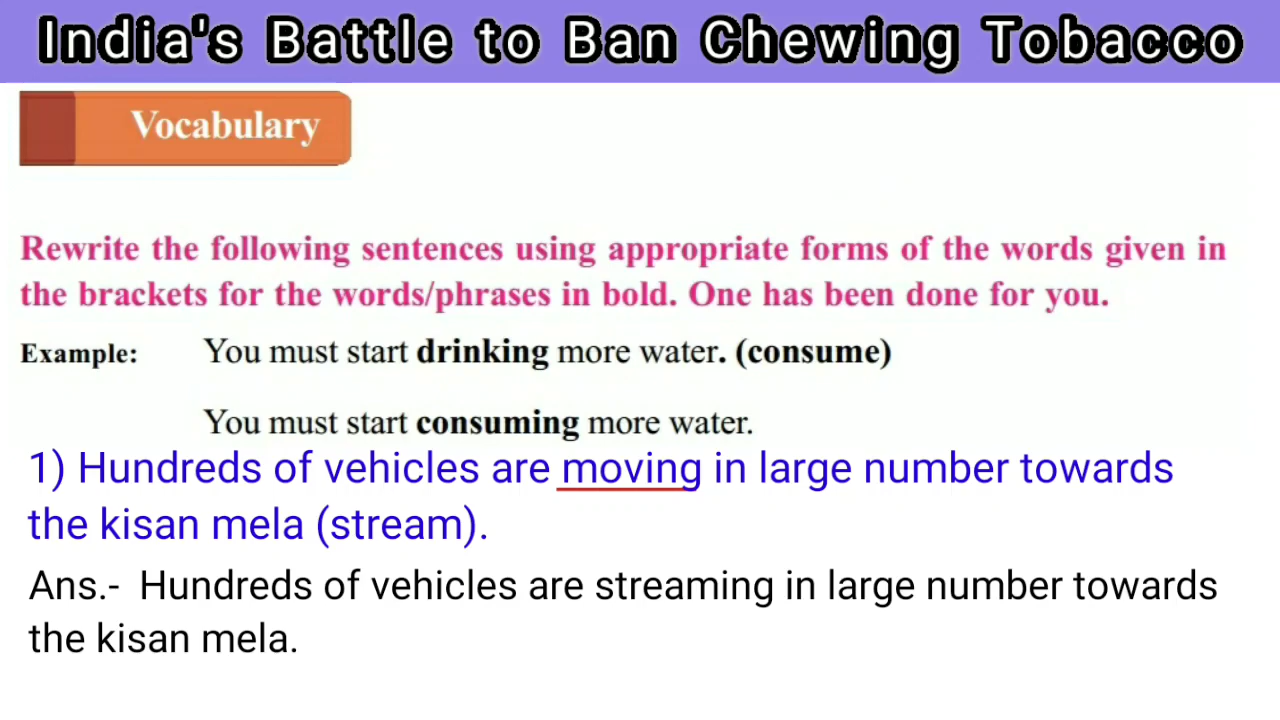 India's Battle to Ban Chewing Tobacco
Vocabulary
Rewrite the following sentences using appropriate forms of the words given in
the brackets for the words/phrases in bold. One has been done for you.
Example: You must start drinking more water. (consume)
You must start consuming more water.
1) Hundreds of vehicles are moving in large number towards
the kisan mela (stream).
Ans.- Hundreds of vehicles are streaming in large number towards
the kisan mela.